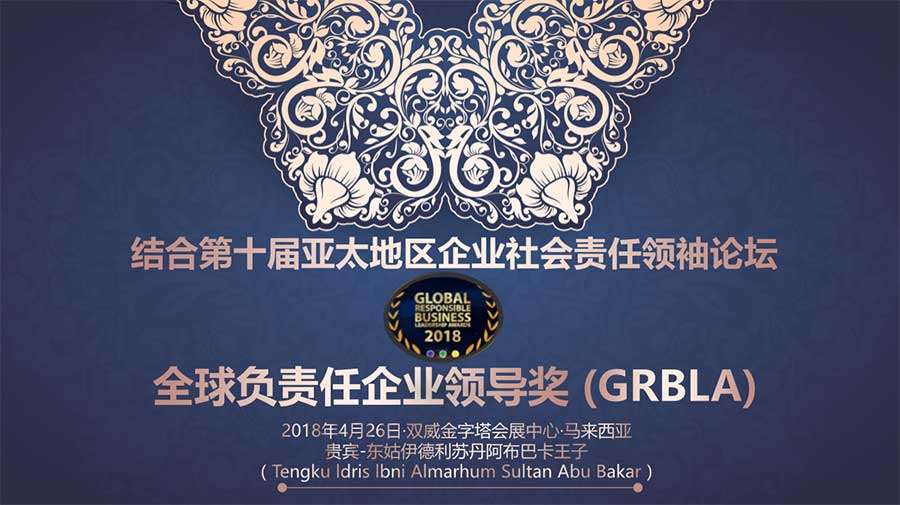 结合第十届亚太地区企业社会责任领袖论坛
GLOBAL
RESPONSIBLE
BUSINESS
LEADERSHIP AWARDS
2018
全球负责任企业领导奖 (GRBLA)
2018年4月26日·双威金字塔会展中心·马来西亚
贵宾-东姑伊德利苏丹阿布巴卡王子
( Tengku Idris Ibni Almarhum Sultan Abu Bakar )